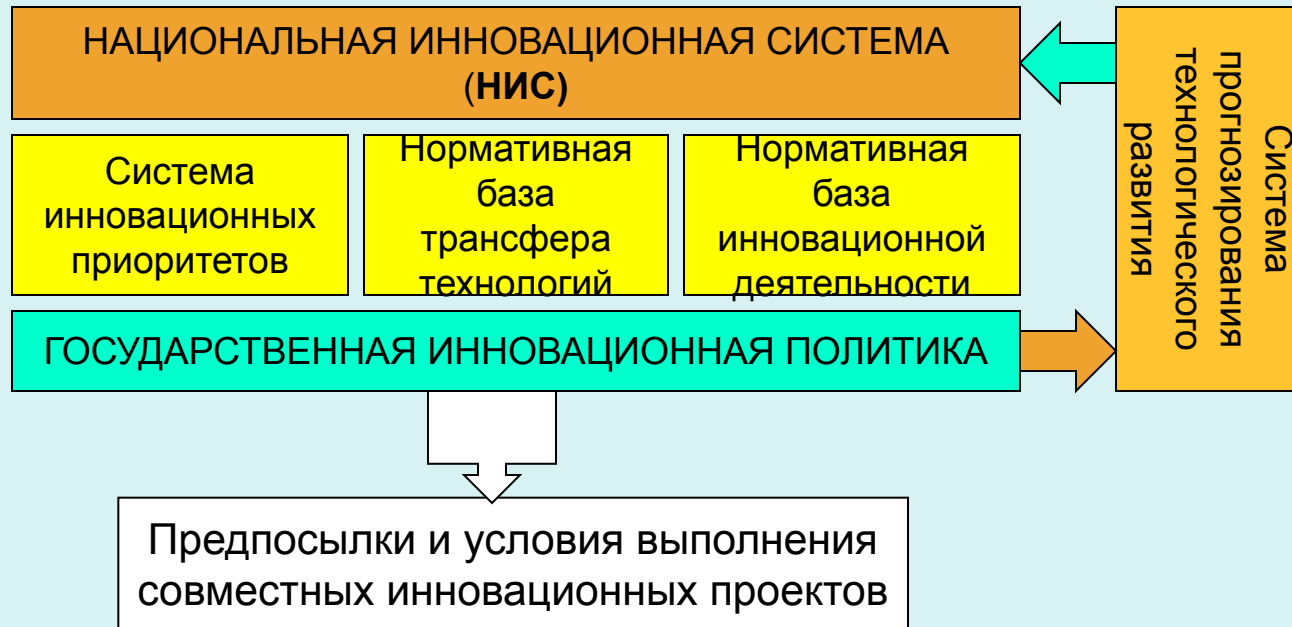 НАЦИОНАЛЬНАЯ ИННОВАЦИОННАЯ СИСТЕМА
(НИС)
Система
инновационных
приоритетов
Нормативная
база
трансфера
технологий
Нормативная
база
инновационной
деятельности
ГОСУДАРСТВЕННАЯ ИННОВАЦИОННАЯ ПОЛИТИКА
Система
прогнозирования
технологического
развития
Предпосылки и условия выполнения
совместных инновационных проектов